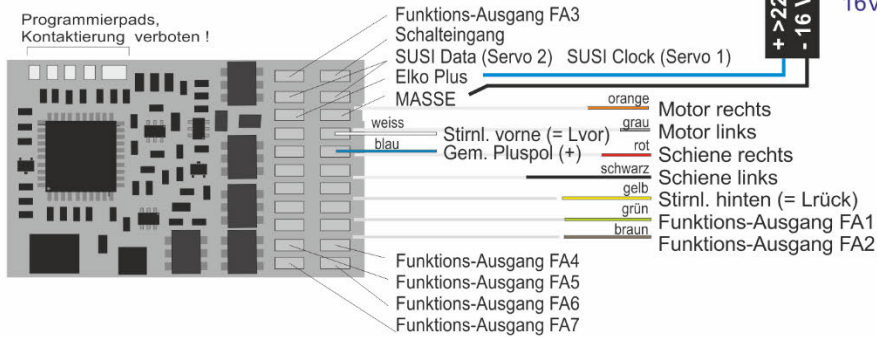 Programmierpads,
Kontaktierung verboten !
Funktions-Ausgang FA3
Schalteingang
SUSI Data (Servo 2) SUSI Clock (Servo 1)
Elko Plus
MASSE
+ >22
- 16 V
16V
weiss
Stirnl. vorne (= Lvor)
blau
Gem. Pluspol (+)
orange
Motor rechts
grau
Motor links
rot
Schiene rechts
schwarz
Schiene links
gelb
Stirnl. hinten (= Lrück)
grün
Funktions-Ausgang FA1
braun
Funktions-Ausgang FA2
Funktions-Ausgang FA4
Funktions-Ausgang FA5
Funktions-Ausgang FA6
Funktions-Ausgang FA7